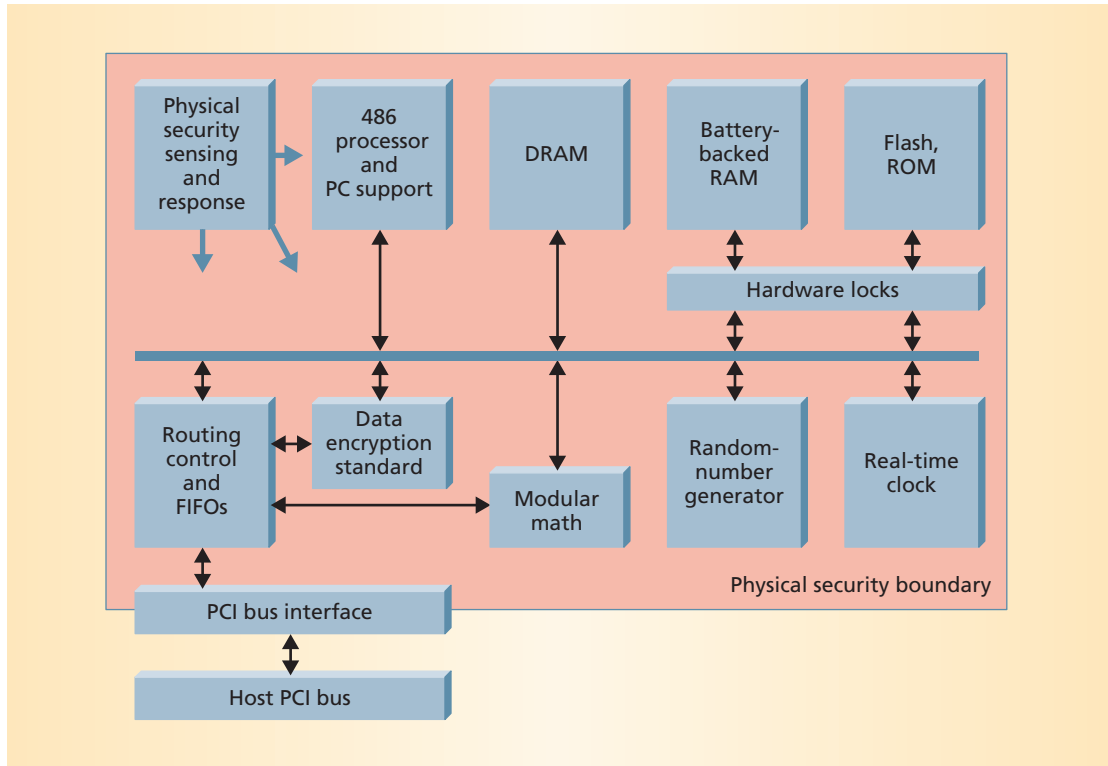 Physical
security
sensing
and
response
486
processor
and
PC support
DRAM
Battery-
backed
RAM
Flash,
ROM
Hardware locks
Routing
control
and
FIFOs
Data
encryption
standard
Modular
math
Random-
number
generator
Real-time
clock
Physical security boundary
PCI bus interface
Host PCI bus